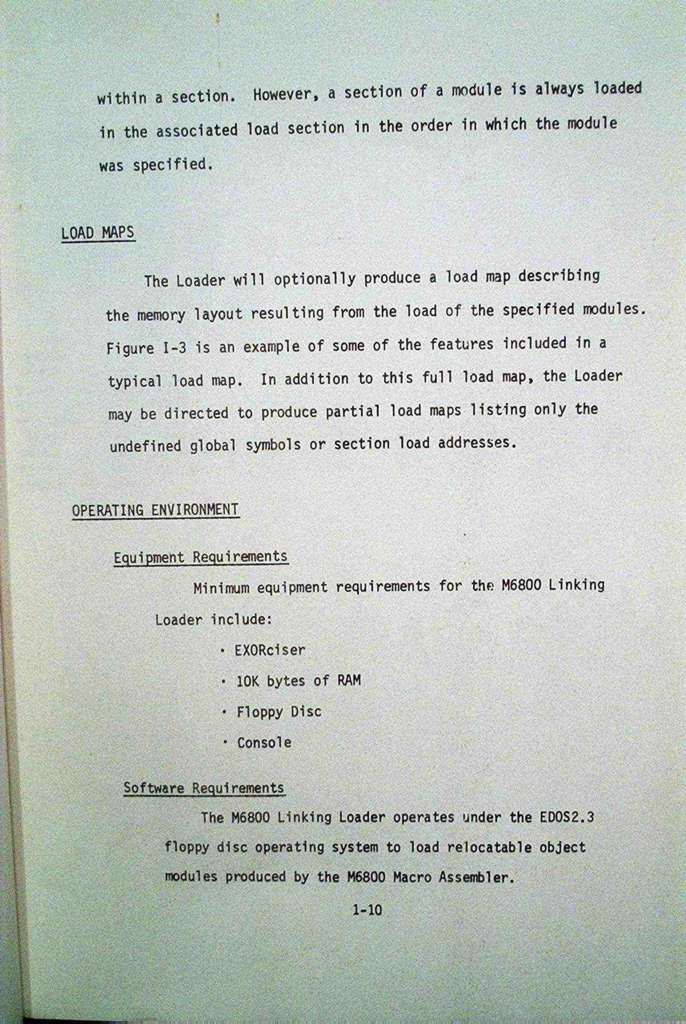 within a section.  However, a section of a module is always loaded
in the associated load section in the order in which the module
was specified.
LOAD MAPS
The Loader will optionally produce a load map describing
the memory layout resulting from the load of the specified modules.
Figure I-3 is an example of some of the features included in a
typical load map.  In addition to this full load map, the Loader
may be directed to produce partial load maps listing only the
undefined global symbols or section load addresses.
OPERATING ENVIRONMENT
Equipment Requirements
Minimum equipment requirements for the M6800 Linking
Loader include:
· EXORciser
· 10K bytes of RAM
· Floppy Disc
· Console
Software Requirements
The M6800 Linking Loader operates under the EDOS2.3
floppy disc operating system to load relocatable object
modules produced by the M6800 Macro Assembler.
1-10